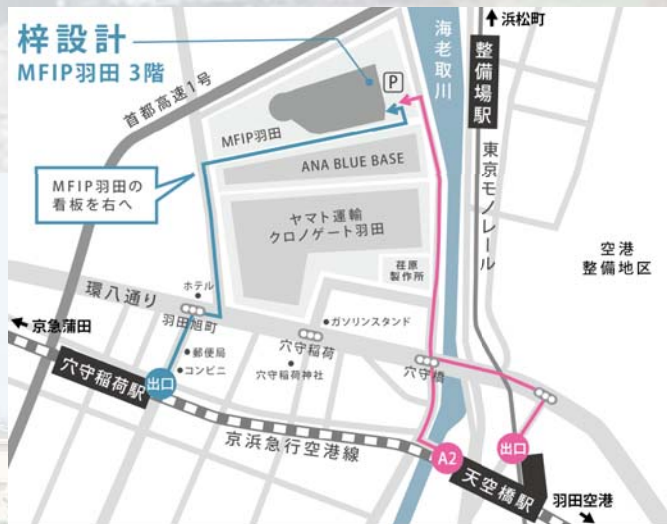 梓設計
MFIP羽田 3階
首都高速1号
P
海老取川
浜松町
整備場駅
東京モノレール
MFIP羽田
ANA BLUE BASE
MFIP羽田の
看板を右へ
ヤマト運輸
クロノゲート羽田
荏原
製作所
空港
整備地区
環八通り
ホテル
羽田旭町
ガソリンスタンド
穴守稲荷
京急蒲田
郵便局
コンビニ
穴守稲荷神社
穴守橋
穴守稲荷駅
出口
京浜急行空港線
A2
出口
天空橋駅
羽田空港